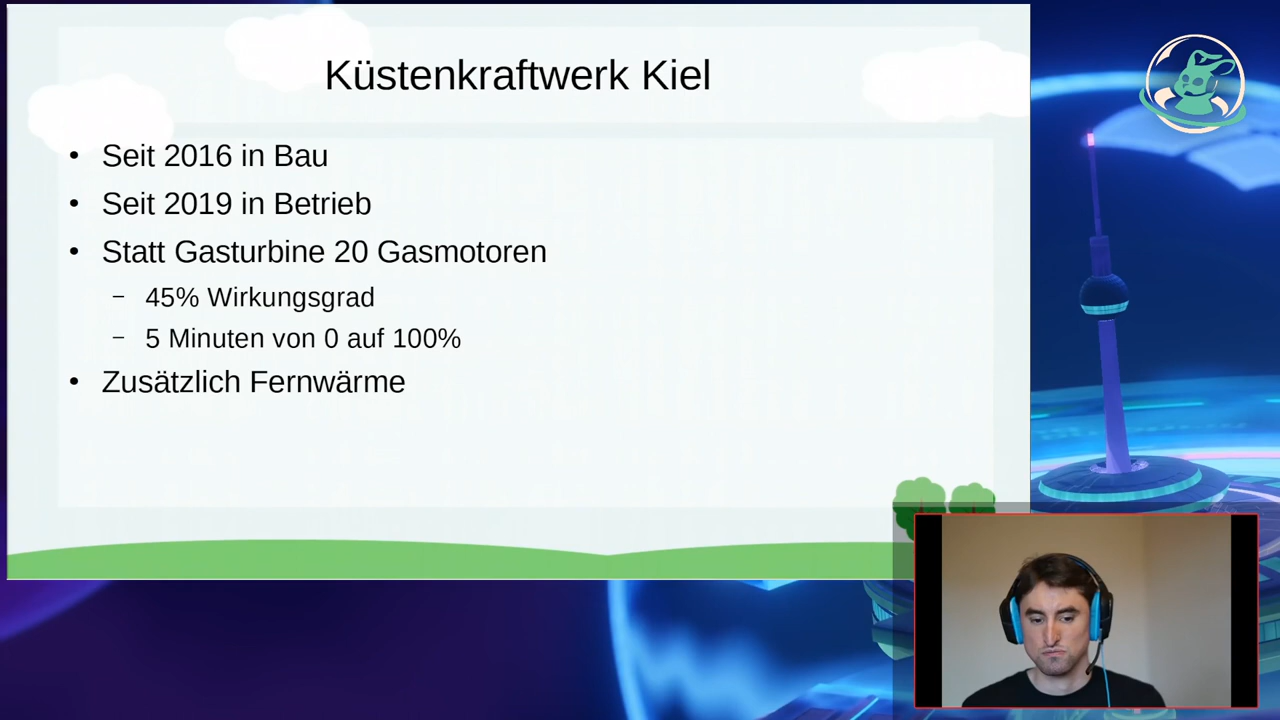 Küstenkraftwerk Kiel
• Seit 2016 in Bau
• Seit 2019 in Betrieb
• Statt Gasturbine 20 Gasmotoren
– 45% Wirkungsgrad
– 5 Minuten von 0 auf 100%
• Zusätzlich Fernwärme